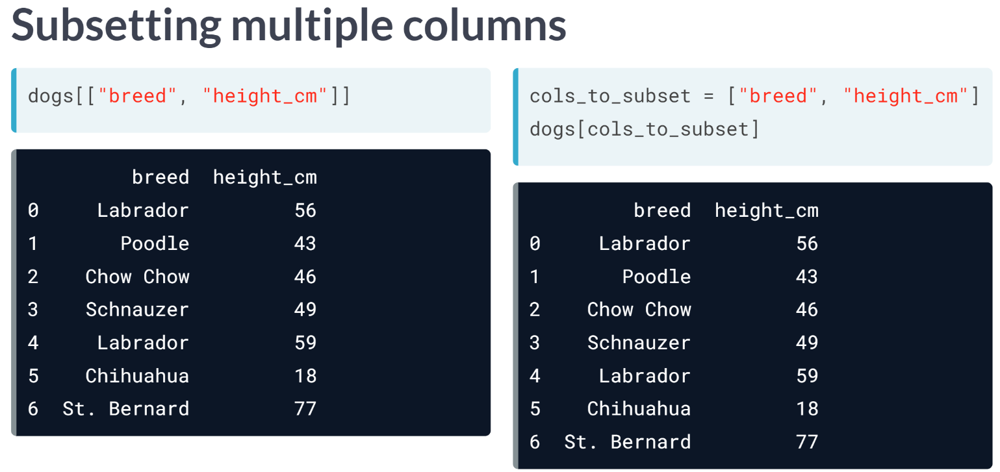 Subsetting multiple columns
dogs[["breed", "height_cm"]]
        breed  height_cm
0    Labrador         56
1      Poodle         43
2   Chow Chow         46
3   Schnauzer         49
4    Labrador         59
5   Chihuahua         18
6 St. Bernard         77
cols_to_subset = ["breed", "height_cm"]
dogs[cols_to_subset]
        breed  height_cm
0    Labrador         56
1      Poodle         43
2   Chow Chow         46
3   Schnauzer         49
4    Labrador         59
5   Chihuahua         18
6 St. Bernard         77